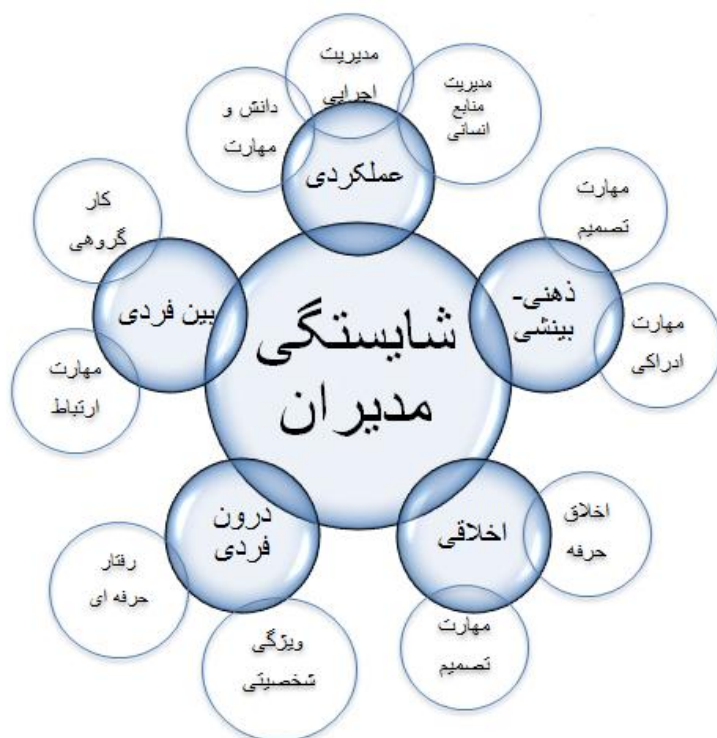 مدیریت
اجرایی
مدیریت
منابع
انسانی
دانش و
مهارت
عملکردی
مهارت
تصمیم
کار
گروهی
ذهنی-
بینشی
بین فردی
مهارت
ادراکی
مهارت
ارتباط
شایستگی
مدیران
درون
فردی
اخلاقی
اخلاق
حرفه
رفتار
حرفه ای
ویژگی
شخصیتی
مهارت
تصمیم